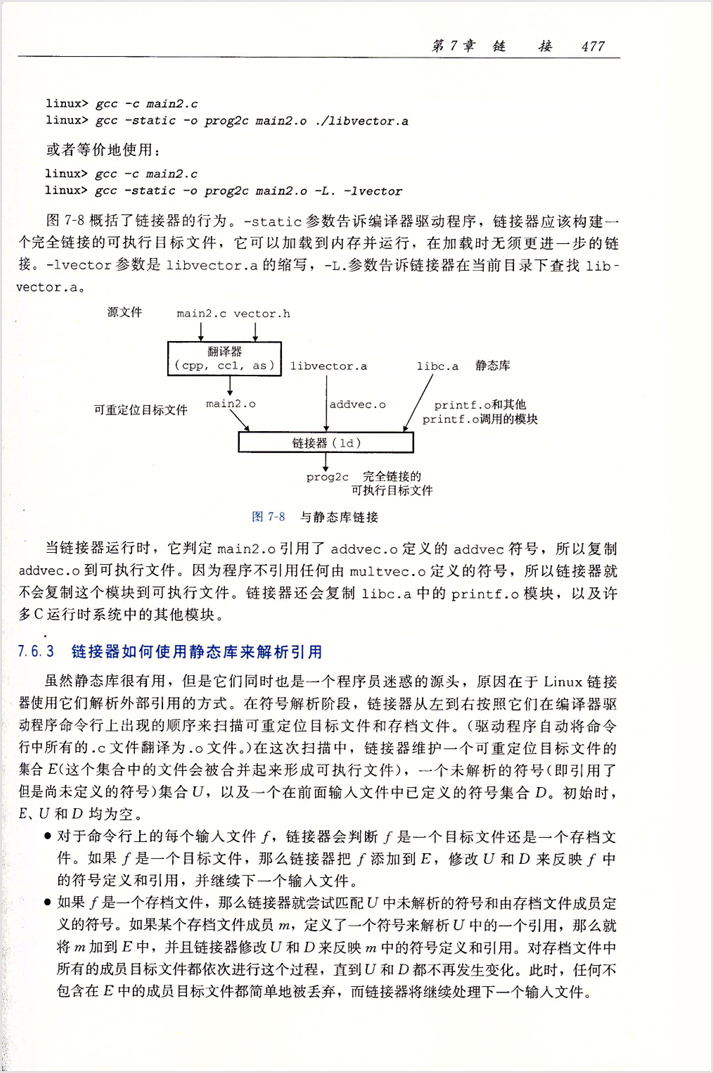 第7章 链 接 477
linux> gcc -c main2.c
linux> gcc -static -o prog2c main2.o ./libvector.a
或者等价地使用：
linux> gcc -c main2.c
linux> gcc -static -o prog2c main2.o -L. -lvector
图 7-8 概括了链接器的行为。-static 参数告诉编译器驱动程序，链接器应该构建一
个完全链接的可执行目标文件，它可以加载到内存并运行，在加载时无须更进一步的链
接。-lvector 参数是 libvector.a 的缩写，-L.参数告诉链接器在当前目录下查找 lib-
vector.a。
源文件 main2.c vector.h
翻译器
(cpp, cc1, as) libvector.a libc.a 静态库
可重定位目标文件 main2.o addvec.o printf.o和其他
printf.o调用的模块
链接器(ld)
prog2c 完全链接的
可执行目标文件
图 7-8 与静态库链接
当链接器运行时，它判定 main2.o 引用了 addvec.o 定义的 addvec 符号，所以复制
addvec.o 到可执行文件。因为程序不引用任何由 multvec.o 定义的符号，所以链接器就
不会复制这个模块到可执行文件。链接器还会复制 libc.a 中的 printf.o 模块，以及许
多 C 运行时系统中的其他模块。
7.6.3 链接器如何使用静态库来解析引用
虽然静态库很有用，但是它们同时也是一个程序员迷惑的源头，原因在于 Linux 链接
器使用它们解析外部引用的方式。在符号解析阶段，链接器从左到右按照它们在编译器驱
动程序命令行上出现的顺序来扫描可重定位目标文件和存档文件。（驱动程序自动将命令
行中所有的.c 文件翻译为.o 文件。）在这次扫描中，链接器维护一个可重定位目标文件的
集合 E(这个集合中的文件会被合并起来形成可执行文件)，一个未解析的符号(即引用了
但是尚未定义的符号)集合 U，以及一个在前面输入文件中已定义的符号集合 D。初始时，
E、U 和 D 均为空。
● 对于命令行上的每个输入文件 f，链接器会判断 f 是一个目标文件还是一个存档文
件。如果 f 是一个目标文件，那么链接器把 f 添加到 E，修改 U 和 D 来反映 f 中
的符号定义和引用，并继续下一个输入文件。
● 如果 f 是一个存档文件，那么链接器就尝试匹配 U 中未解析的符号和由存档文件成员定
义的符号。如果某个存档文件成员 m，定义了一个符号来解析 U 中的一个引用，那么就
将 m 加到 E 中，并且链接器修改 U 和 D 来反映 m 中的符号定义和引用。对存档文件中
所有的成员目标文件都依次进行这个过程，直到 U 和 D 都不再发生变化。此时，任何不
包含在 E 中的成员目标文件都简单地被丢弃，而链接器将继续处理下一个输入文件。